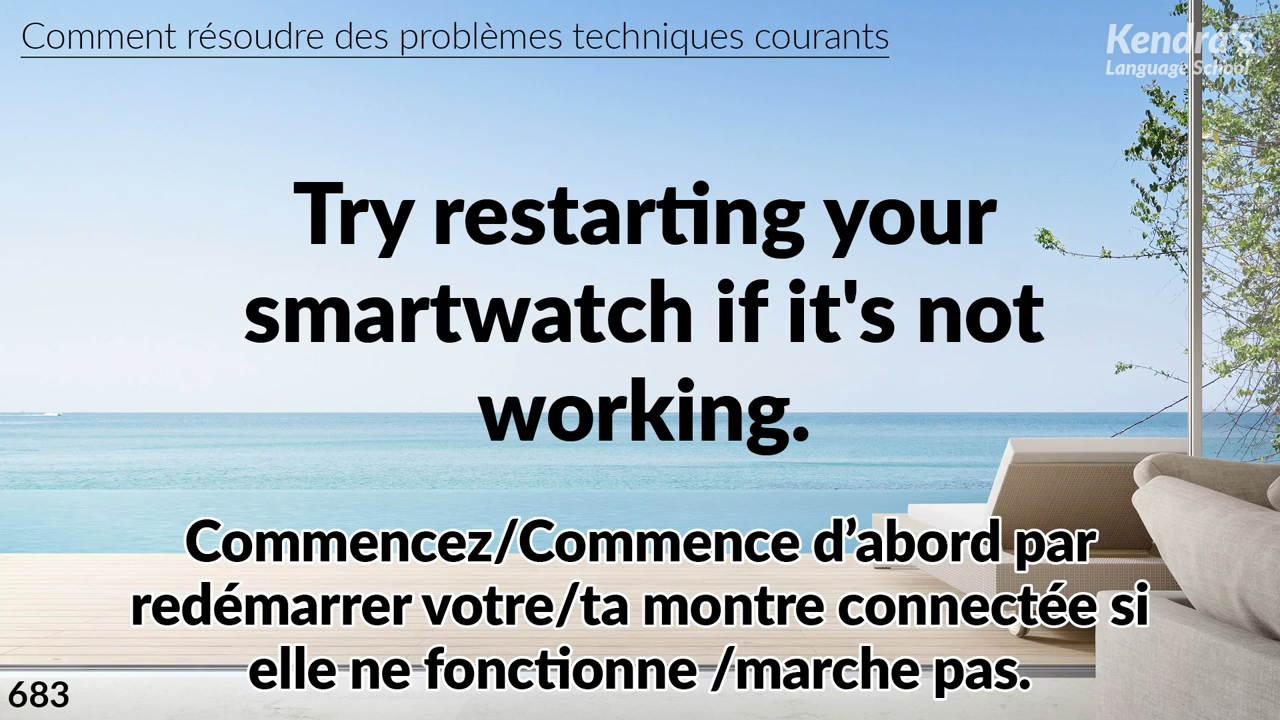 Comment résoudre des problèmes techniques courants
Kendra's
Language School
Try restarting your
smartwatch if it's not
working.
Commencez/Commence d’abord par
redémarrer votre/ta montre connectée si
elle ne fonctionne /marche pas.
683